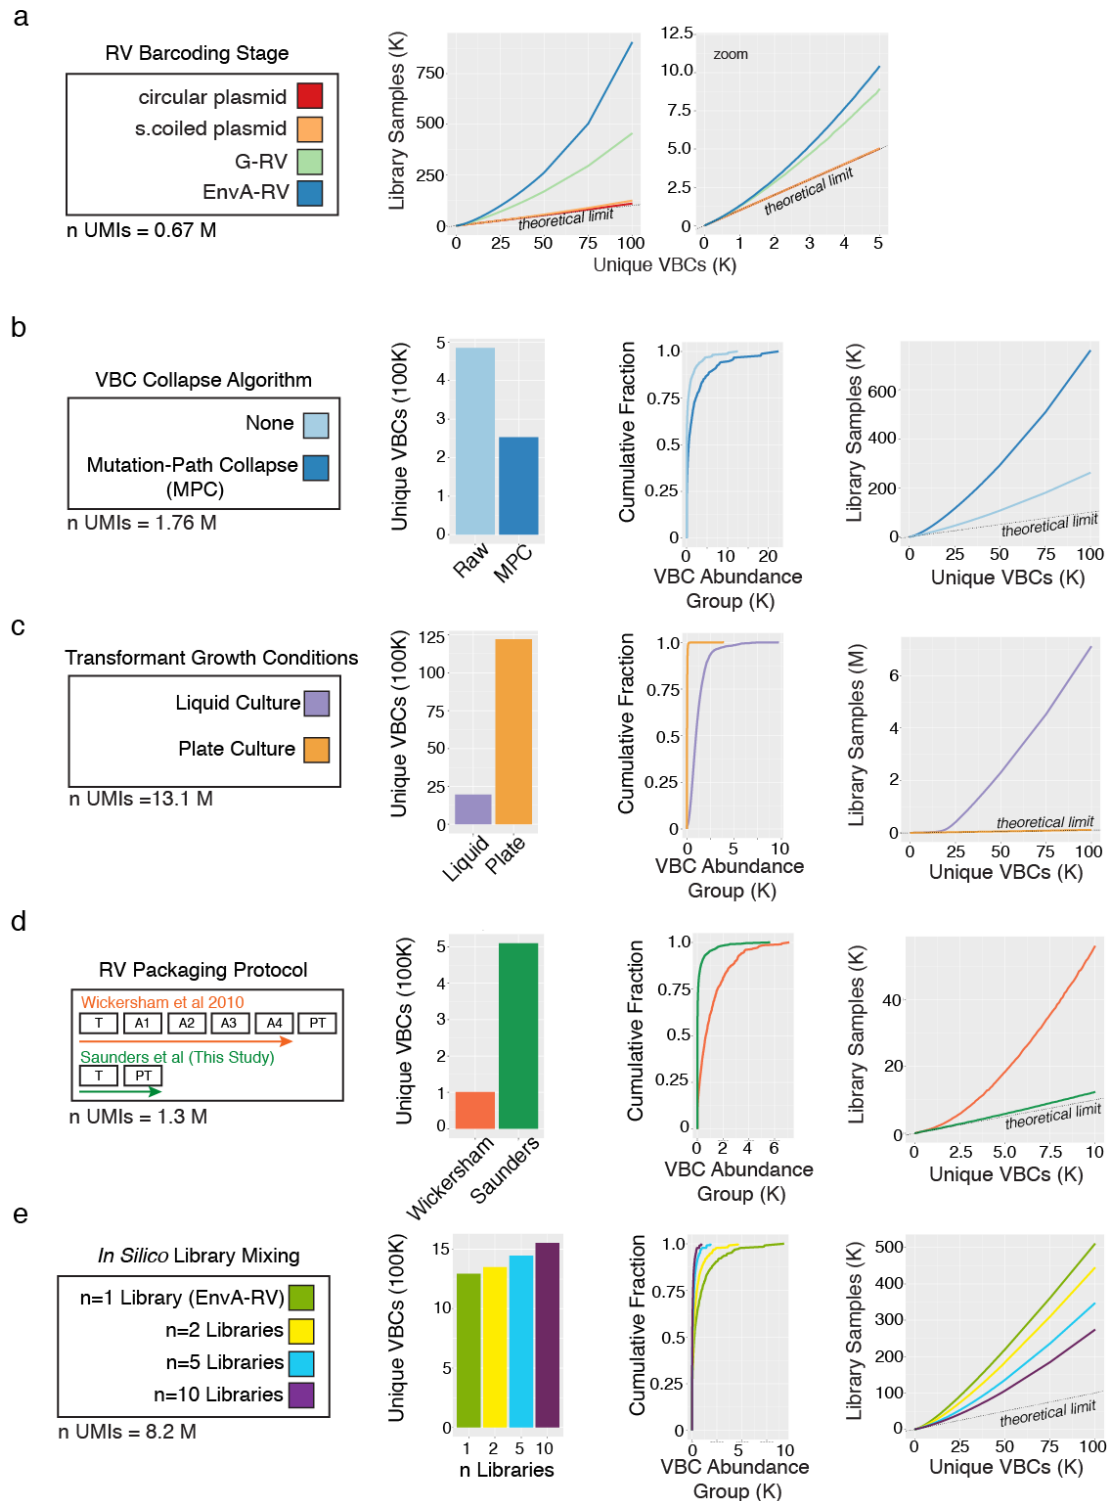 a
RV Barcoding Stage
circular plasmid
s.coiled plasmid
G-RV
EnvA-RV
n UMIs = 0.67 M
Library Samples (K)
750
500
250
0
theoretical limit
0 25 50 75 100
12.5
10.0
7.5
5.0
2.5
0
zoom
theoretical limit
0 1 2 3 4 5
Unique VBCs (K)
b
VBC Collapse Algorithm
None
Mutation-Path Collapse
(MPC)
n UMIs = 1.76 M
Unique VBCs (100K)
5
4
3
2
1
0
Raw
MPC
Cumulative Fraction
1.0
0.75
0.5
0.25
0
0 10 20
VBC Abundance
Group (K)
Library Samples (K)
600
400
200
0
theoretical limit
0 25 50 75 100
Unique VBCs (K)
c
Transformant Growth Conditions
Liquid Culture
Plate Culture
n UMIs =13.1 M
Unique VBCs (100K)
125
100
75
50
25
0
Liquid
Plate
Cumulative Fraction
1.0
0.75
0.5
0.25
0
0 5 10
VBC Abundance
Group (K)
Library Samples (M)
6
4
2
0
theoretical limit
0 25 50 75 100
Unique VBCs (K)
d
RV Packaging Protocol
Wickersham et al 2010
T A1 A2 A3 A4 PT
Saunders et al (This Study)
T PT
n UMIs = 1.3 M
Unique VBCs (100K)
5
4
3
2
1
0
Wickersham
Saunders
Cumulative Fraction
1.0
0.75
0.5
0.25
0
0 2 4 6
VBC Abundance
Group (K)
Library Samples (K)
40
20
0
theoretical limit
0 2.5 5.0 7.5 10
Unique VBCs (K)
e
In Silico Library Mixing
n=1 Library (EnvA-RV)
n=2 Libraries
n=5 Libraries
n=10 Libraries
n UMIs = 8.2 M
Unique VBCs (100K)
15
10
5
0
1 2 5 10
n Libraries
Cumulative Fraction
1.0
0.75
0.5
0.25
0
0 5 10
VBC Abundance
Group (K)
Library Samples (K)
500
400
300
200
100
0
theoretical limit
0 25 50 75 100
Unique VBCs (K)